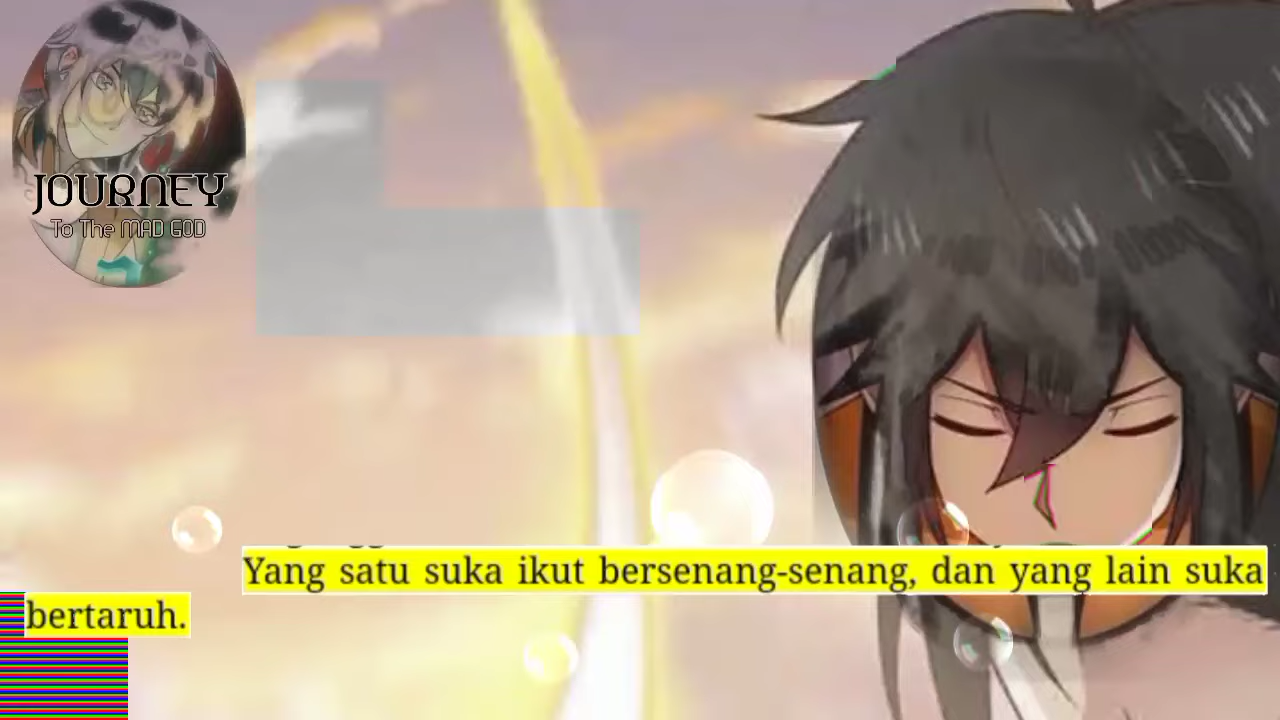 JOURNEY
To The MAD GOD
Yang satu suka ikut bersenang-senang, dan yang lain suka
bertaruh.